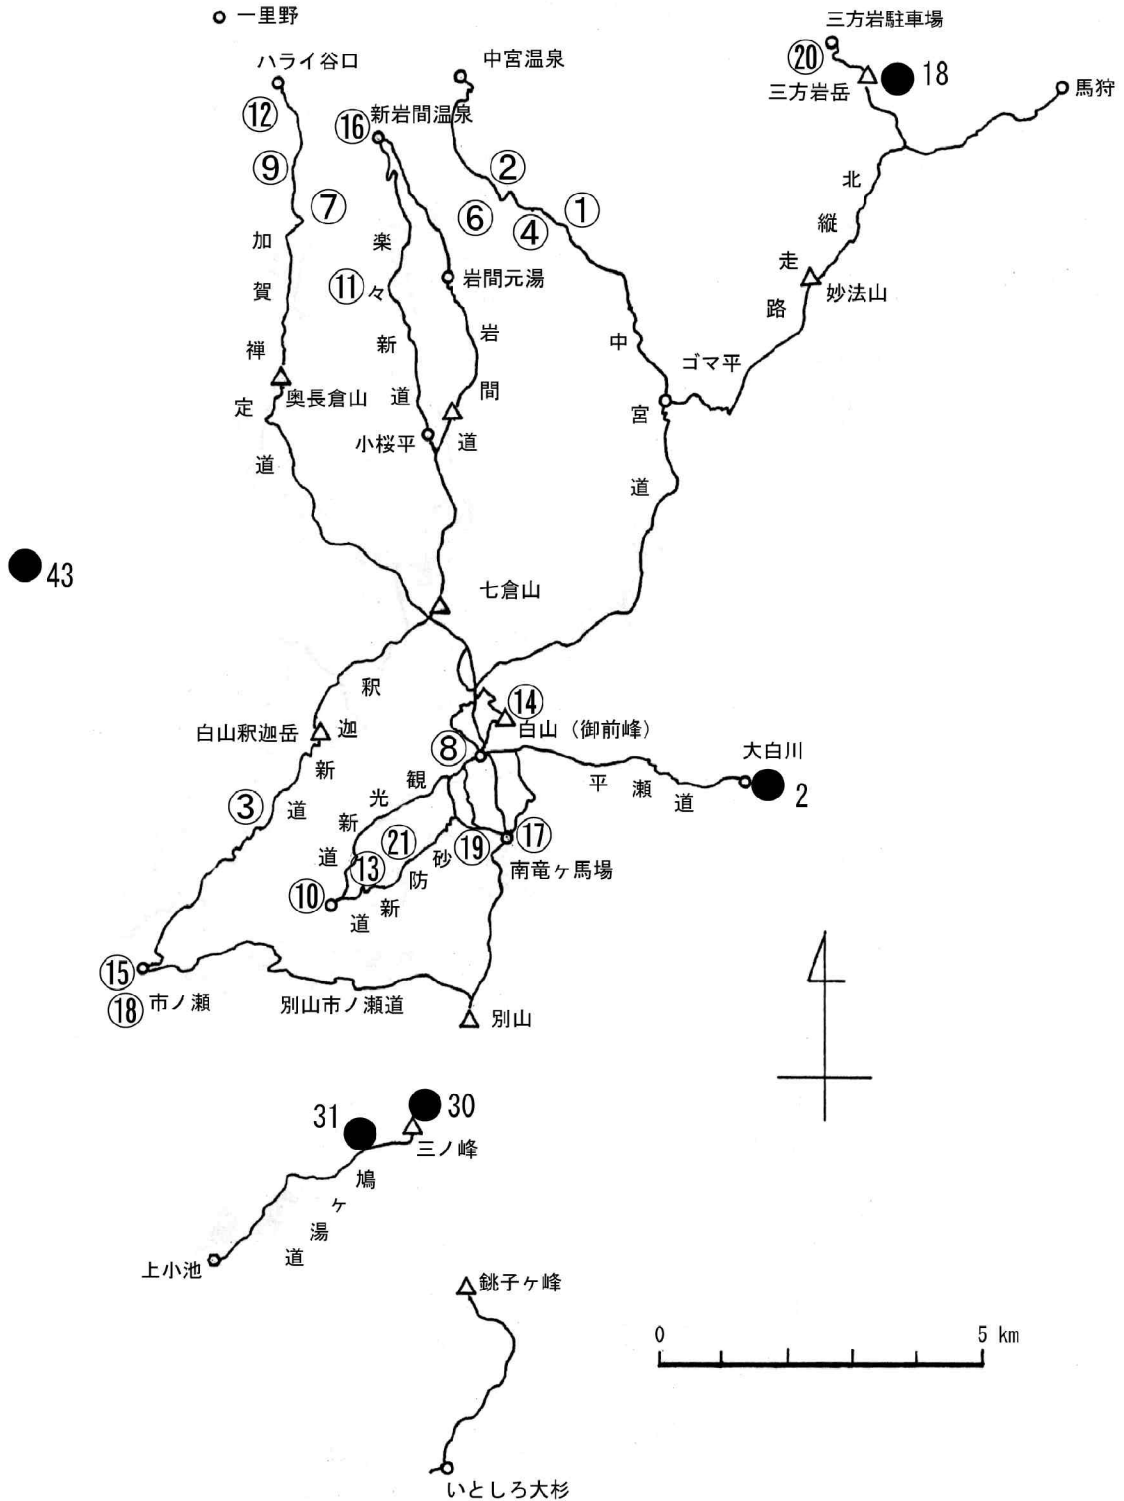 一里野
ハライ谷口
中宮温泉
三方岩駐車場
⑳
三方岩岳
18
馬狩
⑫
⑯
新岩間温泉
⑨
②
⑦
⑥
④
①
加賀禅定道
楽々新道
⑪
岩間元湯
岩間道
中宮道
北縦走路
妙法山
ゴマ平
奥長倉山
小桜平
43
七倉山
釈迦新道
白山釈迦岳
⑭
白山（御前峰）
⑧
大白川
2
平瀬道
③
観光新道
㉑
砂防新道
⑬
⑲
⑰
南竜ヶ馬場
⑩
⑮
⑱
市ノ瀬
別山市ノ瀬道
別山
31
30
三ノ峰
鳩ヶ湯道
上小池
銚子ヶ峰
0 5 km
いとしろ大杉